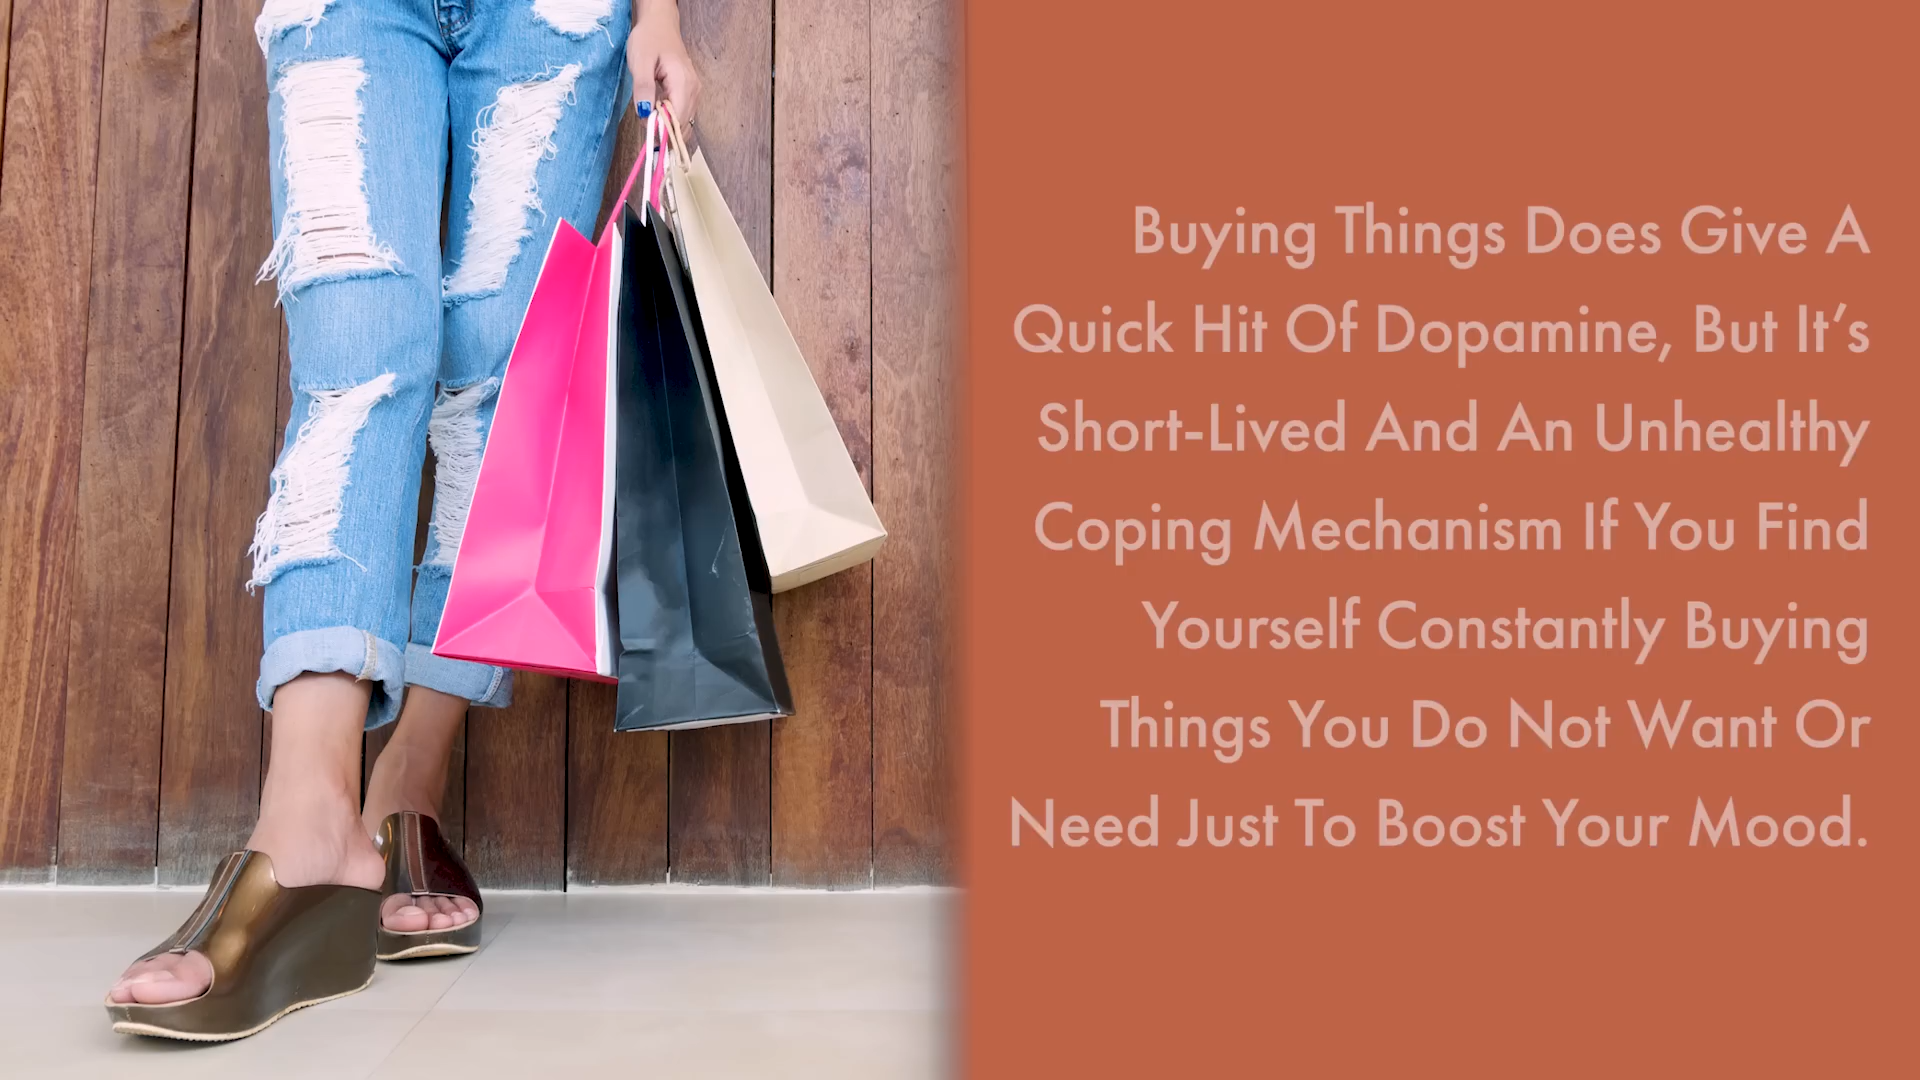 Buying Things Does Give A
Quick Hit Of Dopamine, But It’s
Short-Lived And An Unhealthy
Coping Mechanism If You Find
Yourself Constantly Buying
Things You Do Not Want Or
Need Just To Boost Your Mood.